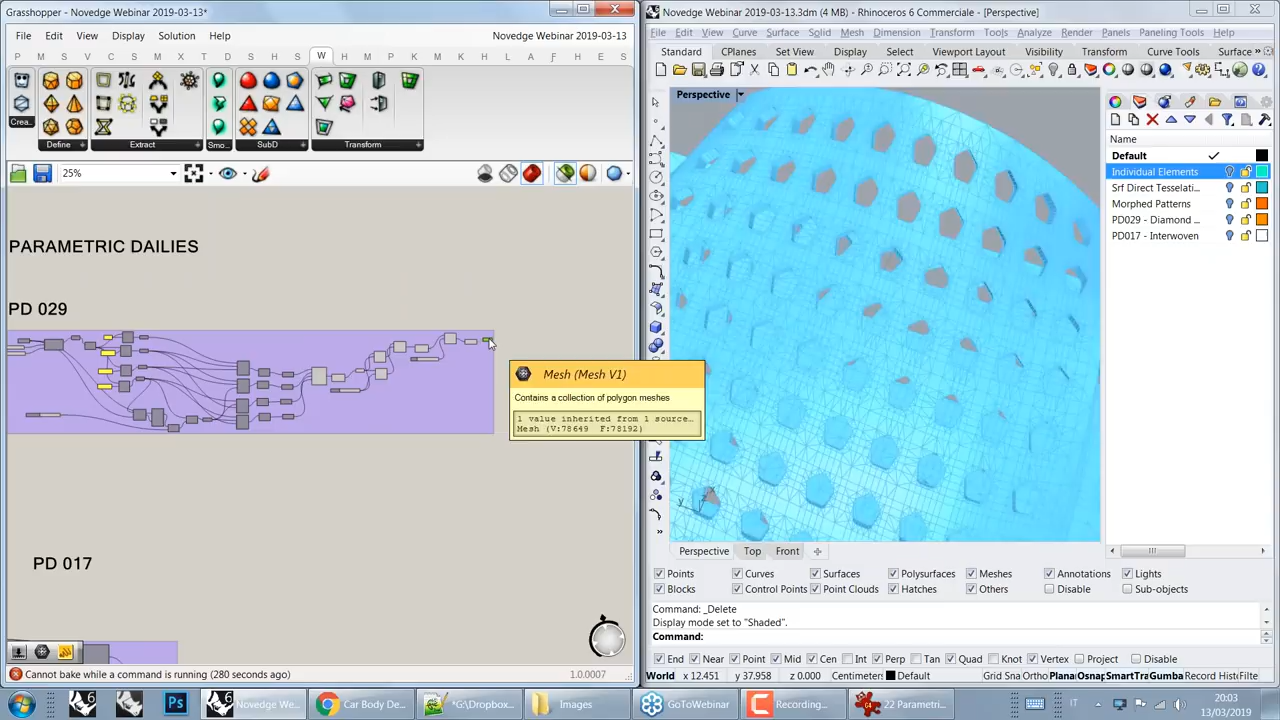 Grasshopper - Novedge Webinar 2019-03-13*
File Edit View Display Solution Help
Novedge Webinar 2019-03-13
P M P S V C S M I D W H L P M K K L A F E S
Crea...
Define
Extract
Smo...
SubD
Transform
25%
PARAMETRIC DAILIES
PD 029
Mesh (Mesh V1)
Contains a collection of polygon meshes
1 value inherited from 1 source…
Mesh (V:78649 F:78192)
PD 017
Cannot bake while a command is running (280 seconds ago)
1.0.0007
Novedge Webinar 2019-03-13.3dm (4 MB) - Rhinoceros 6 Commerciale - [Perspective]
File Edit View Curve Surface Solid Mesh Dimension Transform Tools Analyze Render Panels Paneling Tools Help
Standard CPlanes Set View Display Select Viewport Layout Visibility Transform Curve Tools Surface
Perspective
Name
Default
Individual Elements
Srf Direct Tesselati...
Morphed Patterns
PD029 - Diamond ...
PD017 - Interwoven
y x
Perspective Top Front
Points Curves Surfaces Polysurfaces Meshes Annotations Lights
Blocks Control Points Point Clouds Hatches Others Disable Sub-objects
Command: _Delete
Display mode set to "Shaded".
Command:
End Near Point Mid Cen Int Perp Tan Quad Knot Vertex Project Disable
World x 12.451 y 37.958 z 0.000 Centimeters Default Grid Sna Ortho Planar Osnap SmartTra Gumba Record Histor Filte
Novedge We... Car Body De... *G:\Dropbox... Images GoToWebinar Recording... 22 Parametri... IT
20:03
13/03/2019